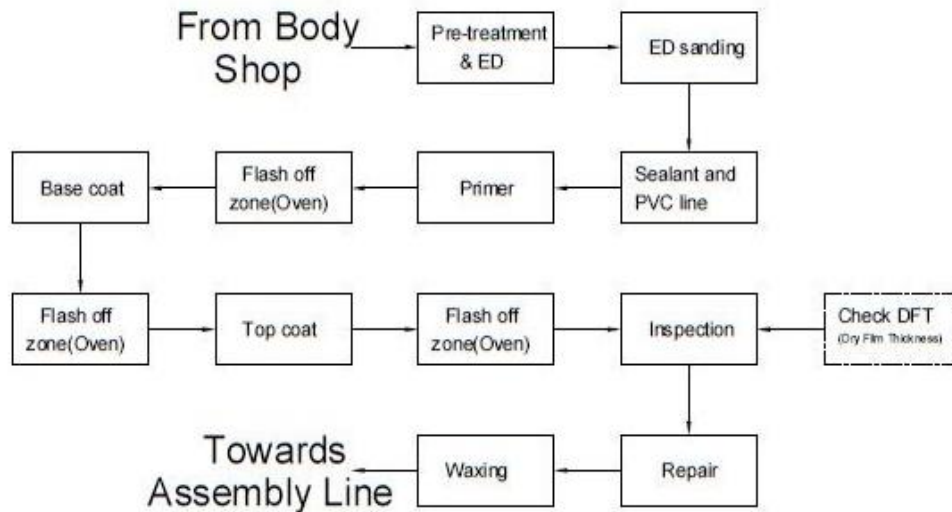 From Body
Shop
Pre-treatment
& ED
ED sanding
Sealant and
PVC line
Primer
Flash off
zone(Oven)
Base coat
Flash off
zone(Oven)
Top coat
Flash off
zone(Oven)
Inspection
Check DFT
(Dry Film Thickness)
Repair
Waxing
Towards
Assembly Line